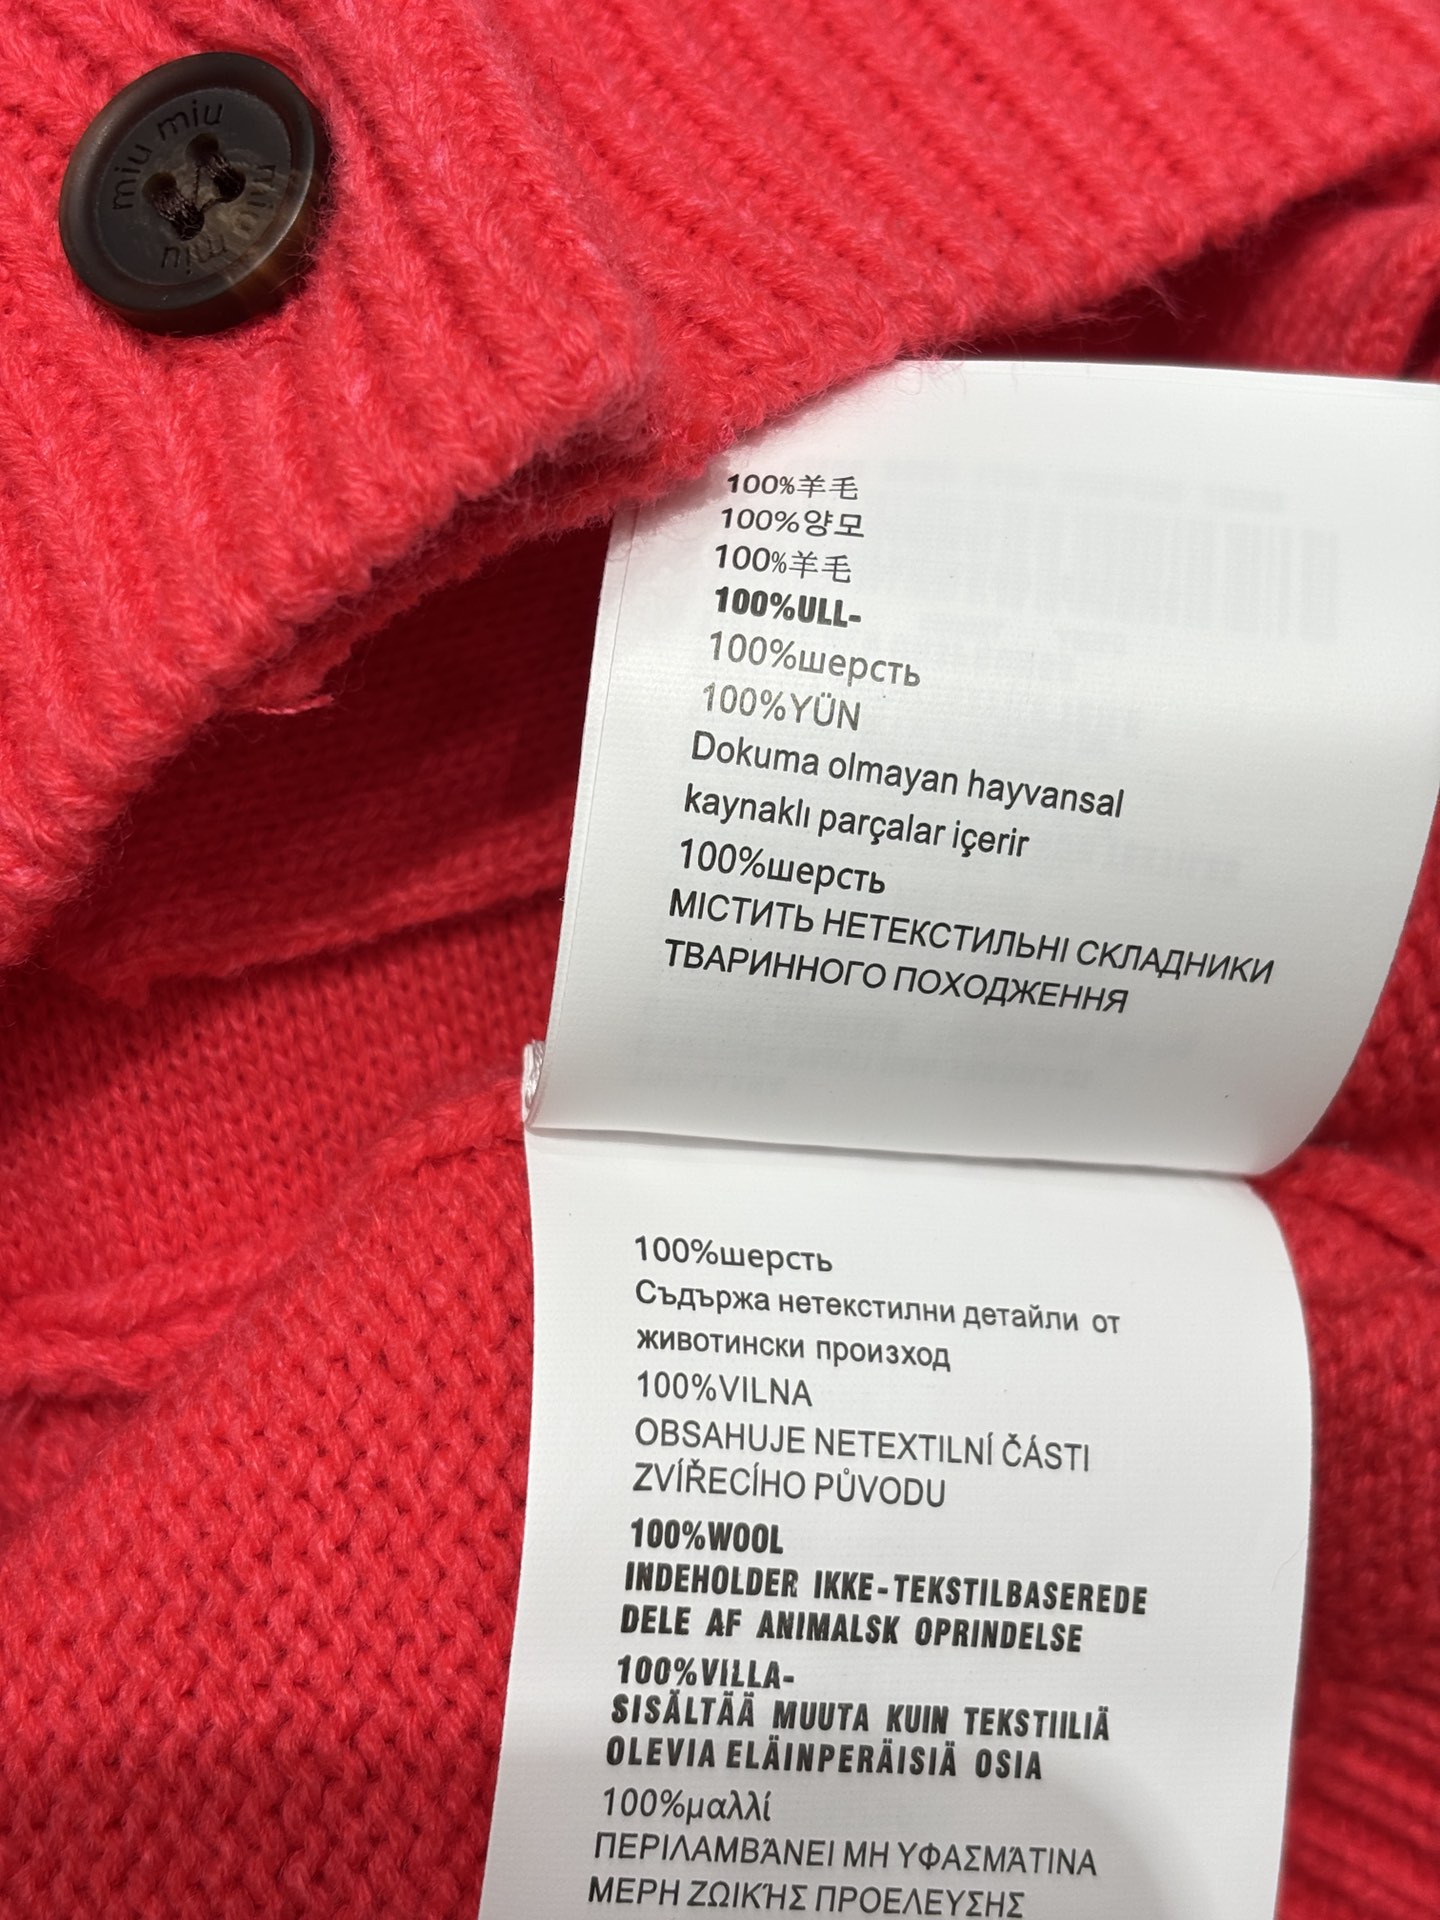 miu miu miu miu
100%羊毛
100%양모
100%羊毛
100%ULL-
100%шерсть
100%YÜN
Dokuma olmayan hayvansal
kaynaklı parçalar içerir
100%шерсть
МІСТИТЬ НЕТЕКСТИЛЬНІ СКЛАДНИКИ
ТВАРИННОГО ПОХОДЖЕННЯ
100%шерсть
Съдържа нетекстилни детайли от
животински произход
100%VILNA
OBSAHUJE NETEXTILNÍ ČÁSTI
ZVÍŘECÍHO PŮVODU
100%WOOL
INDEHOLDER IKKE-TEKSTILBASEREDE
DELE AF ANIMALSK OPRINDELSE
100%VILLA-
SISÄLTÄÄ MUUTA KUIN TEKSTIILIÄ
OLEVIA ELÄINPERÄISIÄ OSIA
100%μαλλί
ΠΕΡΙΛΑΜΒΆΝΕΙ ΜΗ ΥΦΑΣΜΆΤΙΝΑ
ΜΕΡΗ ΖΩΙΚΉΣ ΠΡΟΕΛΕΥΣΗΣ